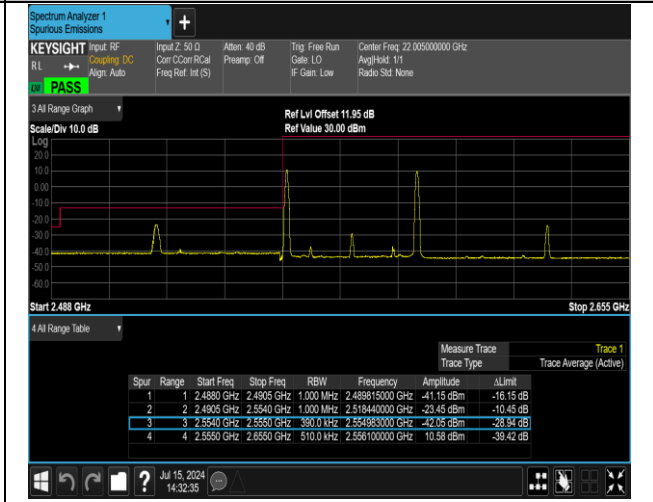 Spectrum Analyzer 1
Spurious Emissions
+
KEYSIGHT Input: RF Input Z: 50 Ω Atten: 40 dB Trig: Free Run Center Freq: 22.005000000 GHz
RL Coupling: DC Corr CCorr RCal Preamp: Off Gate: LO Avg|Hold: 1/1
Align: Auto Freq Ref: Int (S) IF Gain: Low Radio Std: None
PASS
3 All Range Graph
Ref Lvl Offset 11.95 dB
Scale/Div 10.0 dB Ref Value 30.00 dBm
Log
20.0
10.0
0.00
-10.0
-20.0
-30.0
-40.0
-50.0
-60.0
Start 2.488 GHz Stop 2.655 GHz
4 All Range Table
Measure Trace Trace 1
Trace Type Trace Average (Active)
Spur Range Start Freq Stop Freq RBW Frequency Amplitude ΔLimit
1 1 2.4880 GHz 2.4905 GHz 1.000 MHz 2.489815000 GHz -41.15 dBm -16.15 dB
2 2 2.4905 GHz 2.5540 GHz 1.000 MHz 2.518440000 GHz -23.45 dBm -10.45 dB
3 3 2.5540 GHz 2.5550 GHz 390.0 kHz 2.554983000 GHz -42.05 dBm -28.94 dB
4 4 2.5550 GHz 2.6550 GHz 510.0 kHz 2.556100000 GHz 10.58 dBm -39.42 dB
?
Jul 15, 2024
14:32:35